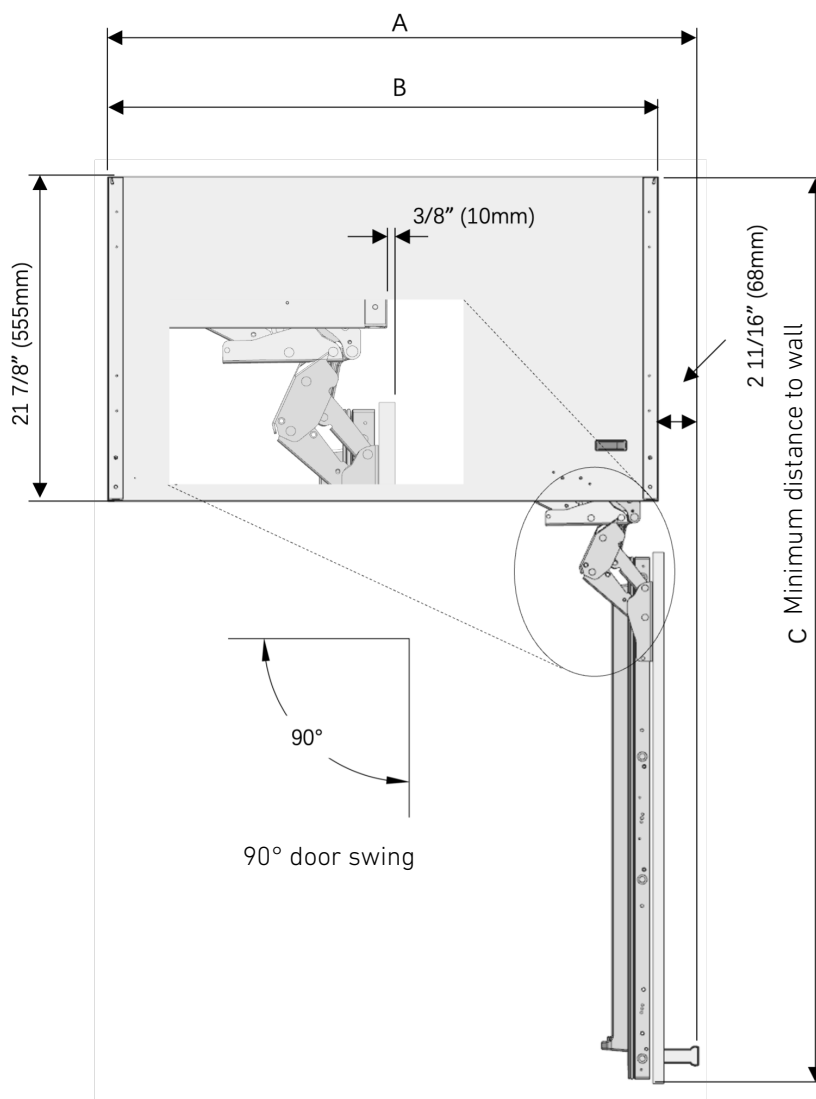 A
B
3/8” (10mm)
21 7/8” (555mm)
2 11/16” (68mm)
C Minimum distance to wall
90°
90° door swing